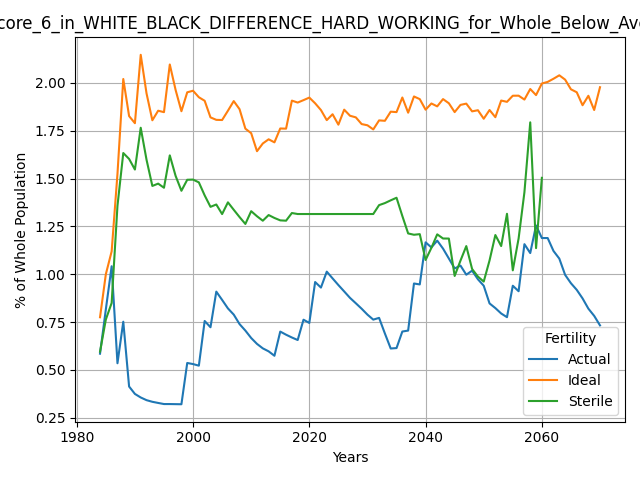 core_6_in_WHITE_BLACK_DIFFERENCE_HARD_WORKING_for_Whole_Below_Av
% of Whole Population
2.00
1.75
1.50
1.25
1.00
0.75
0.50
0.25
1980
2000
2020
2040
2060
Years
Fertility
Actual
Ideal
Sterile